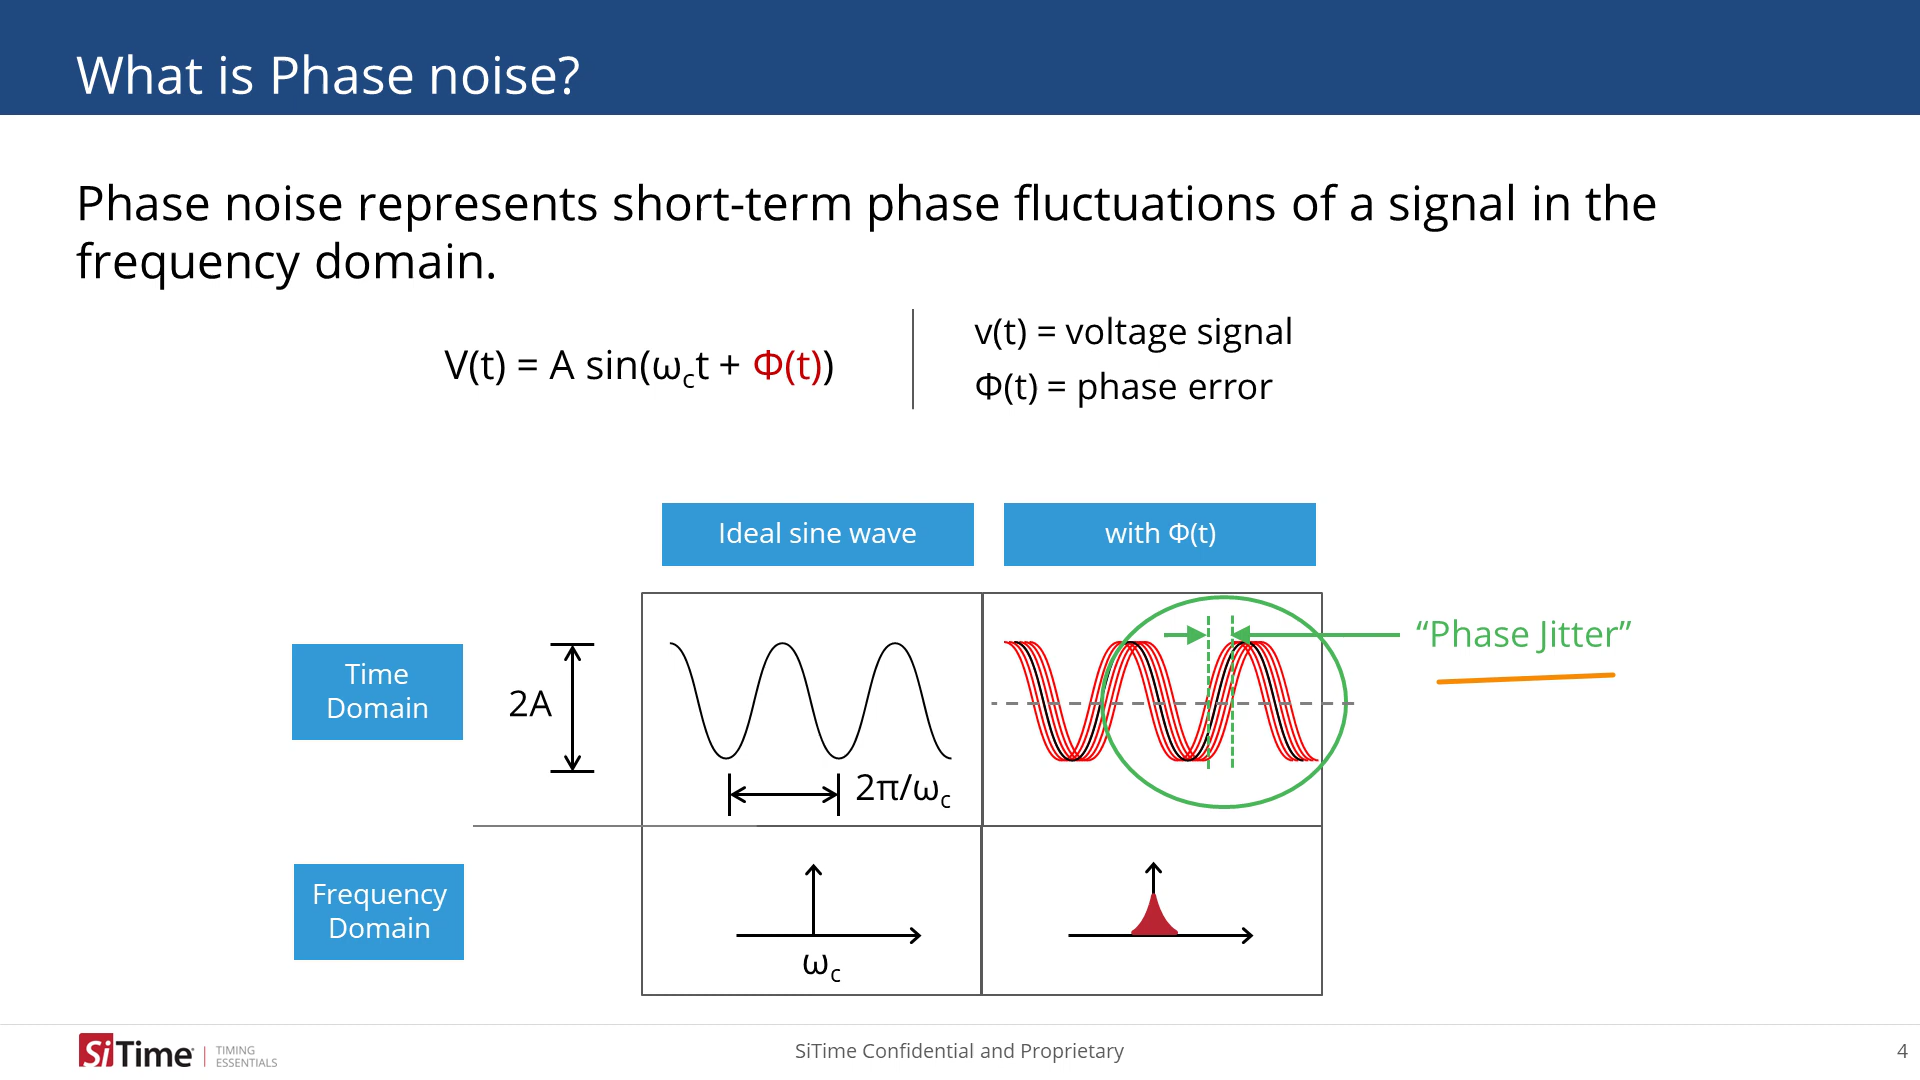 What is Phase noise?
Phase noise represents short-term phase fluctuations of a signal in the
frequency domain.
V(t) = A sin(ω_c t + Φ(t))
v(t) = voltage signal
Φ(t) = phase error
Ideal sine wave
with Φ(t)
Time
Domain
2A
2π/ω_c
“Phase Jitter”
Frequency
Domain
ω_c
SiTime | TIMING
ESSENTIALS
SiTime Confidential and Proprietary
4